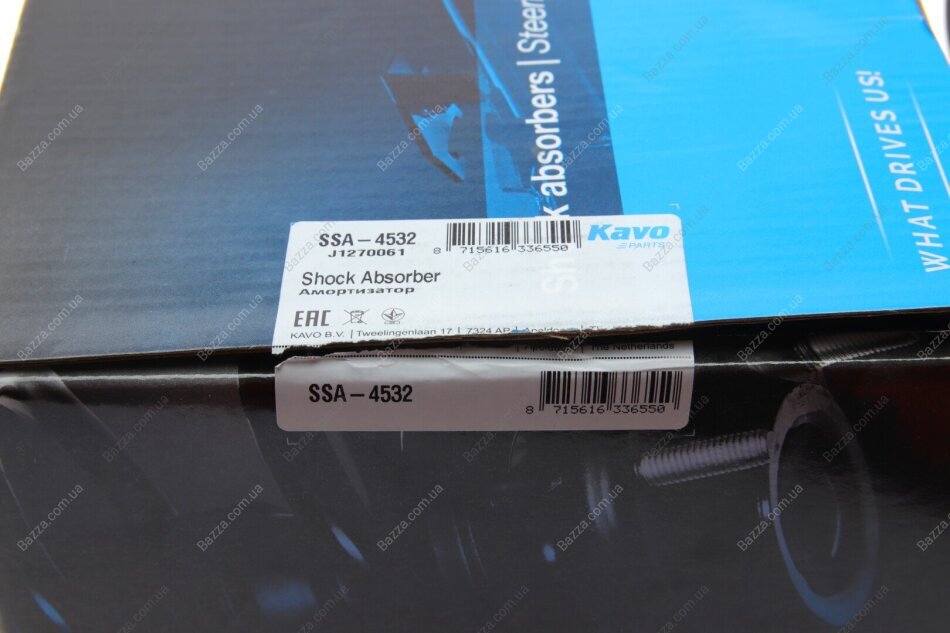 absorbers | Steer
WHAT DRIVES US!
SSA – 4532
J1270061
8 715616 336550
Kavo
PARTS
Shock Absorber
Амортизатор
EAC
KAVO B.V. | Tweelingenlaan 17 | 7324 AP | Apeldoorn
The Netherlands
SSA – 4532
8 715616 336550
Bazza.com.ua